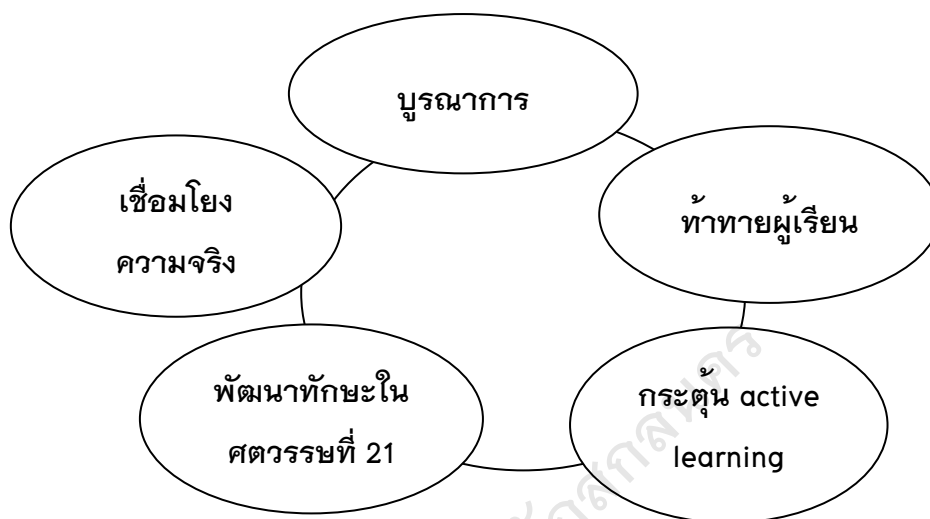 บูรณาการ
ท้าทายผู้เรียน
กระตุ้น active
learning
พัฒนาทักษะใน
ศตวรรษที่ 21
เชื่อมโยง
ความจริง